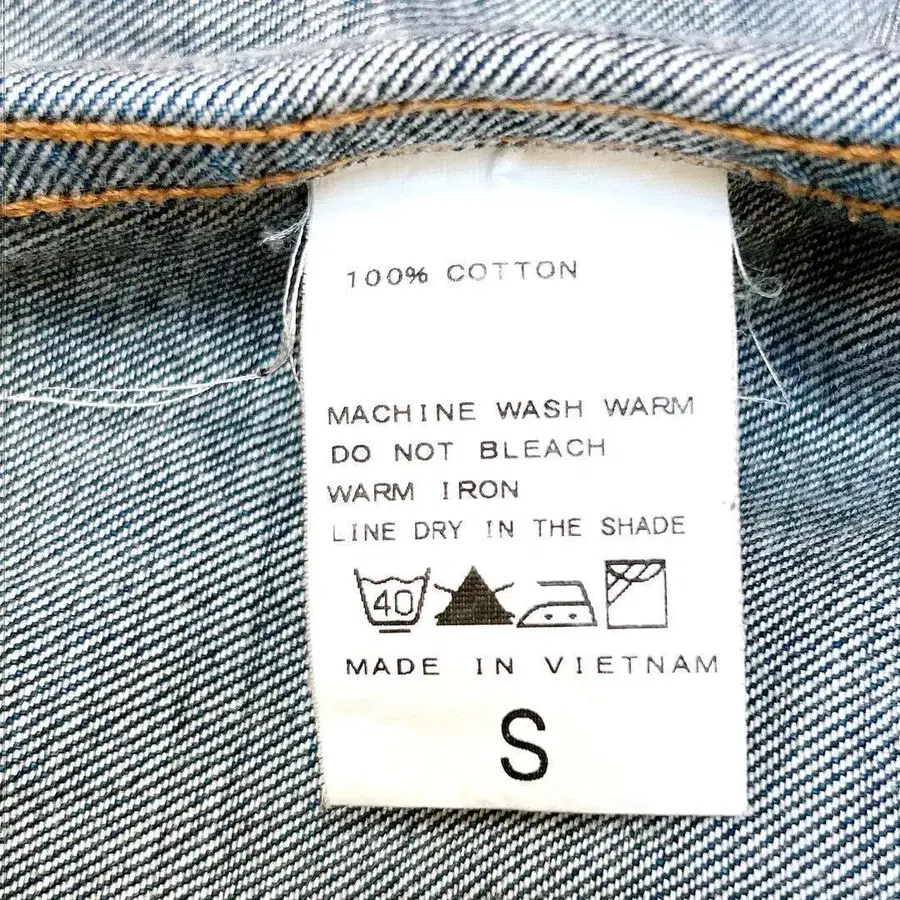 100% COTTON
MACHINE WASH WARM
DO NOT BLEACH
WARM IRON
LINE DRY IN THE SHADE
40
MADE IN VIETNAM
S